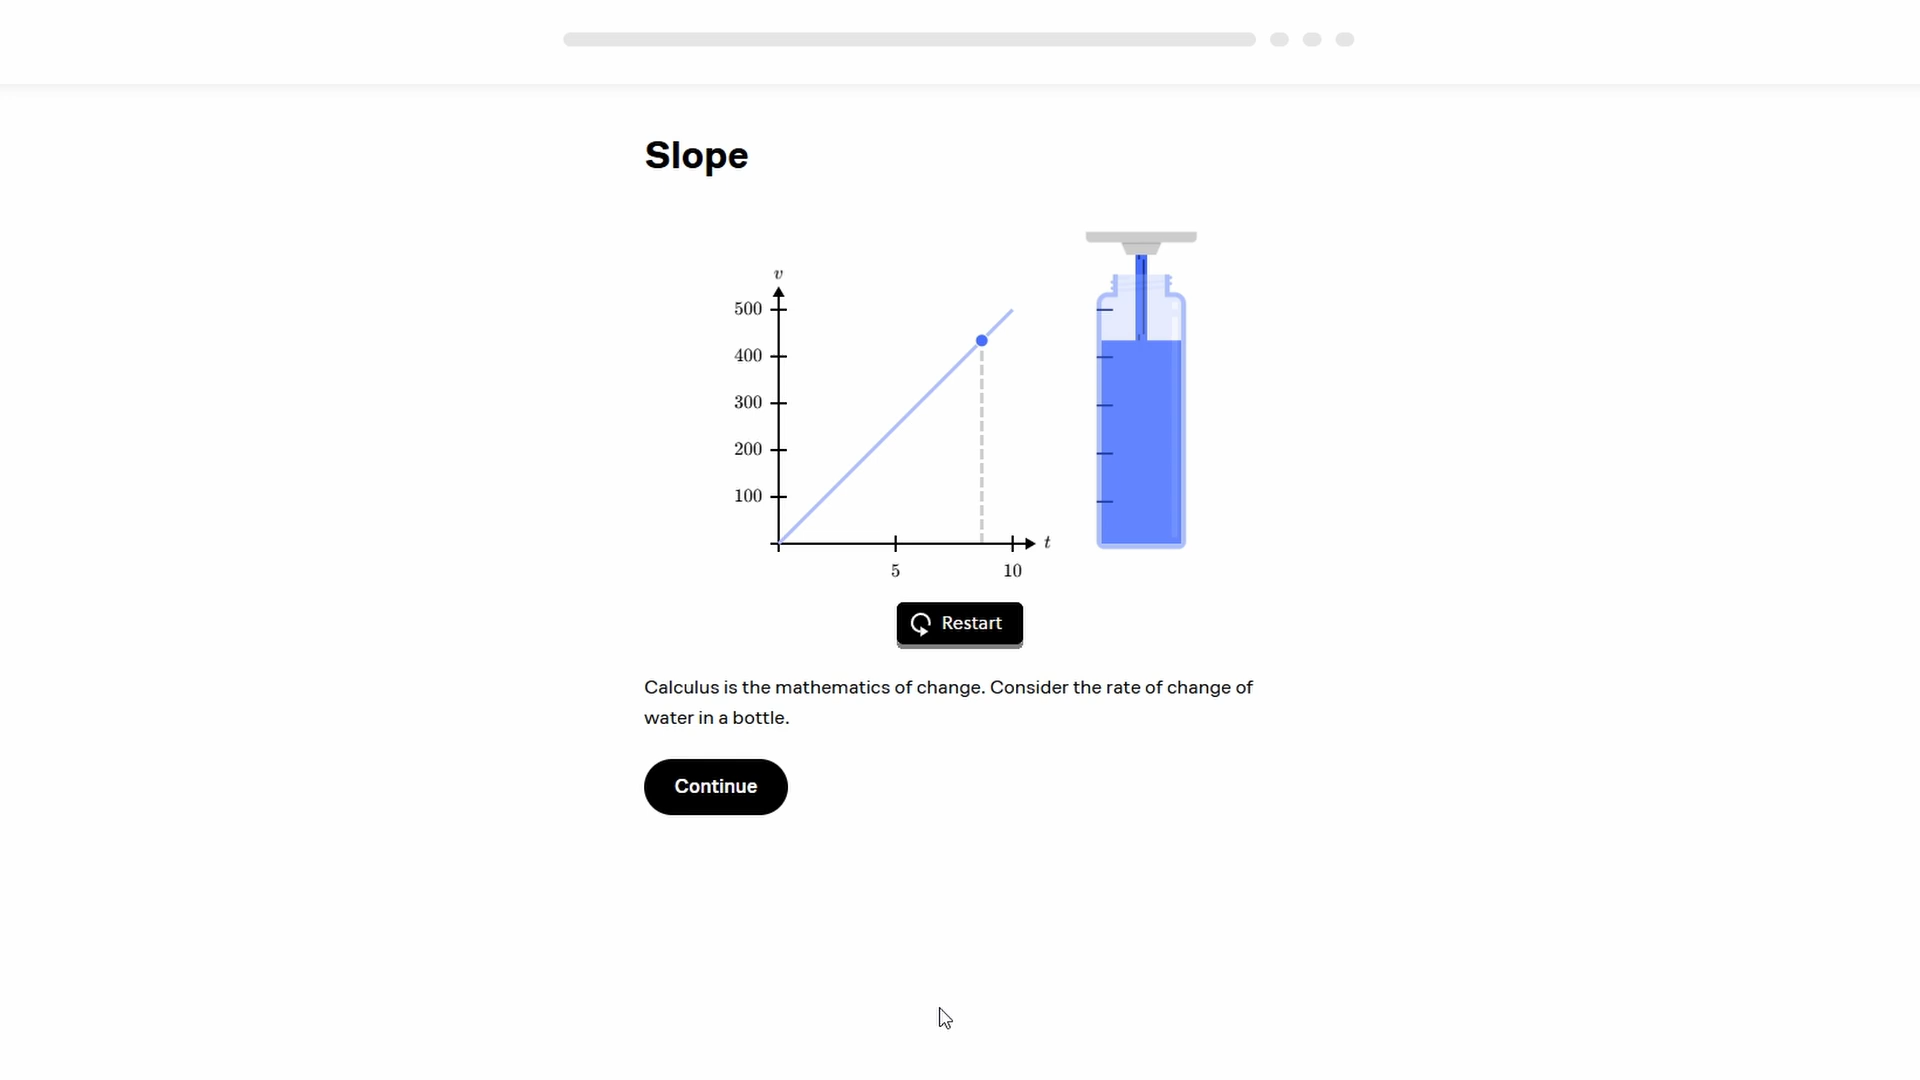 Slope
v
500
400
300
200
100
t
5
10
Restart
Calculus is the mathematics of change. Consider the rate of change of
water in a bottle.
Continue